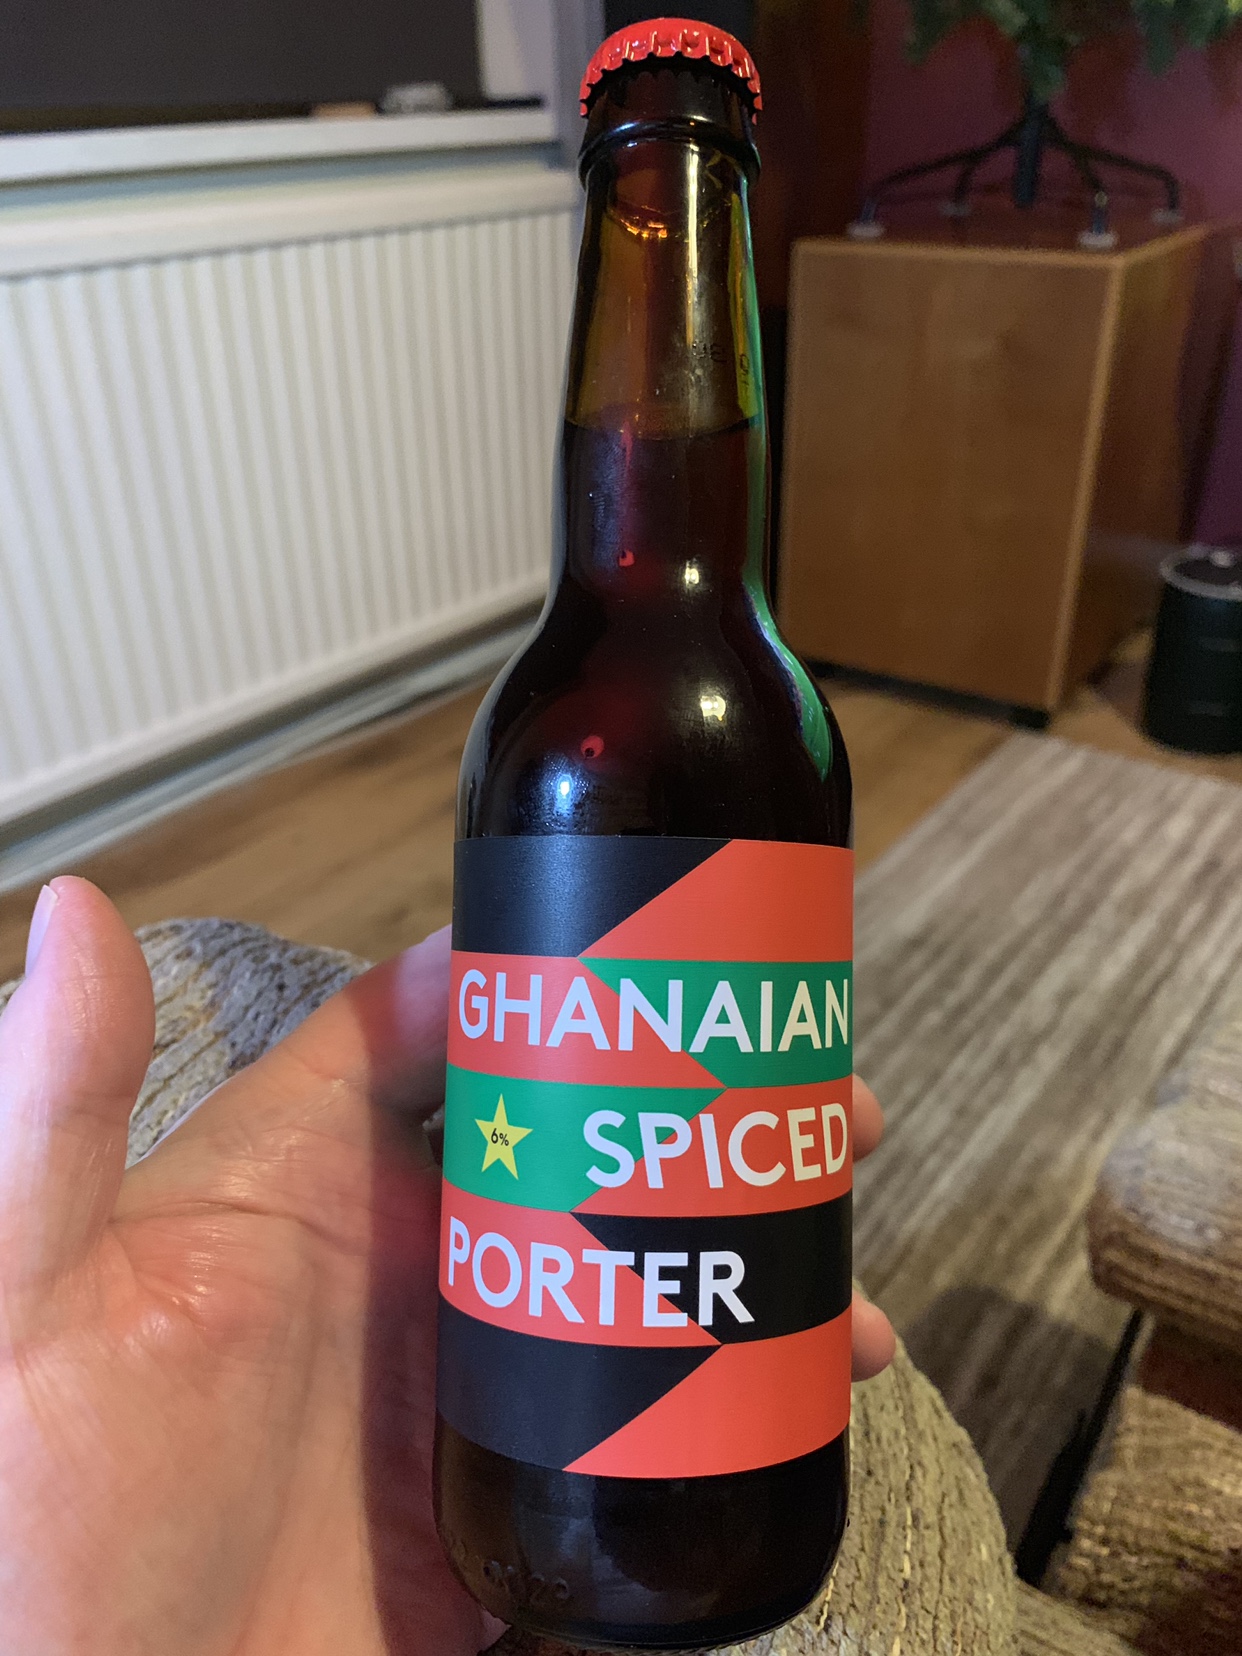 GHANAIAN
6% SPICED
PORTER